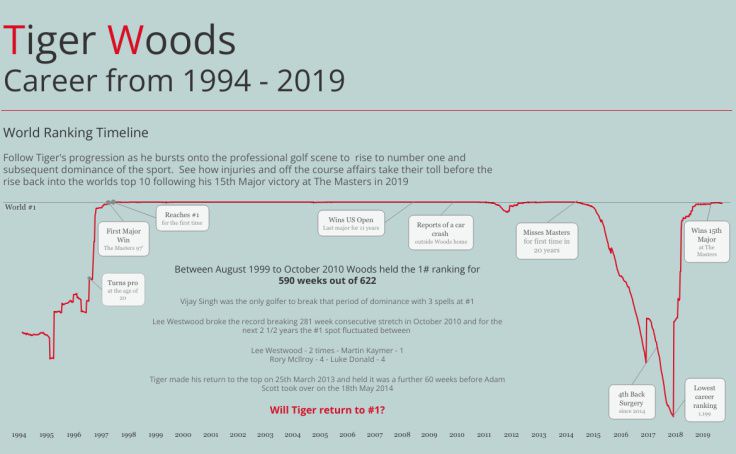 Tiger Woods
Career from 1994 - 2019
World Ranking Timeline
Follow Tiger's progression as he bursts onto the professional golf scene to rise to number one and
subsequent dominance of the sport. See how injuries and off the course affairs take their toll before the
rise back into the worlds top 10 following his 15th Major victory at The Masters in 2019
World #1
Reaches #1
for the first time
First Major
Win
The Masters 97'
Turns pro
at the age of
20
Wins US Open
Last major for 11 years
Reports of a car
crash
outside Woods home
Misses Masters
for first time in
20 years
Wins 15th
Major
at The
Masters
Between August 1999 to October 2010 Woods held the 1# ranking for
590 weeks out of 622
Vijay Singh was the only golfer to break that period of dominance with 3 spells at #1
Lee Westwood broke the record breaking 281 week consecutive stretch in October 2010 and for the
next 2 1/2 years the #1 spot fluctuated between
Lee Westwood - 2 times - Martin Kaymer - 1
Rory McIlroy - 4 - Luke Donald - 4
Tiger made his return to the top on 25th March 2013 and held it was a further 60 weeks before Adam
Scott took over on the 18th May 2014
Will Tiger return to #1?
4th Back
Surgery
since 2014
Lowest
career
ranking
1,199
1994 1995 1996 1997 1998 1999 2000 2001 2002 2003 2004 2005 2006 2007 2008 2009 2010 2011 2012 2013 2014 2015 2016 2017 2018 2019